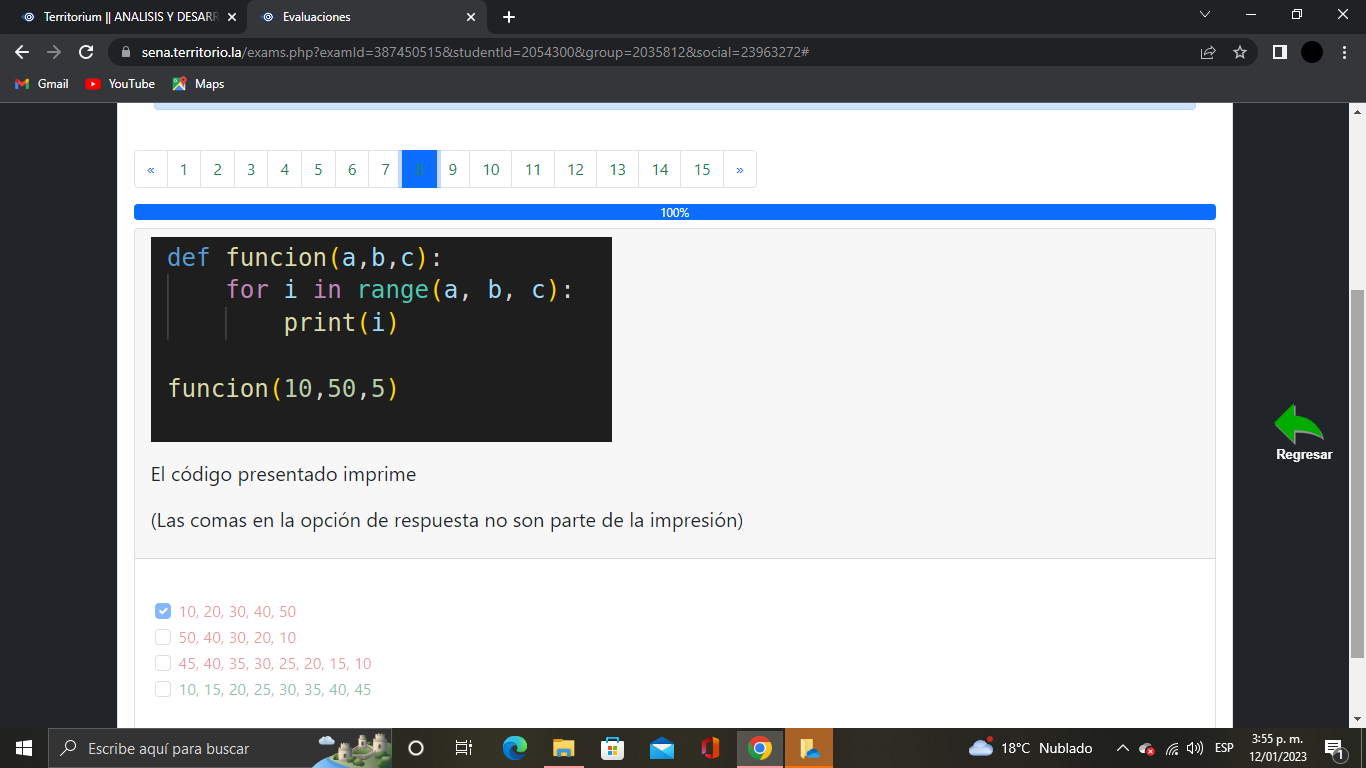 Territorium || ANALISIS Y DESARR
Evaluaciones
sena.territorio.la/exams.php?examId=387450515&studentId=2054300&group=2035812&social=23963272#
Gmail
YouTube
Maps
« 1 2 3 4 5 6 7 8 9 10 11 12 13 14 15 »
100%
def funcion(a,b,c):
for i in range(a, b, c):
print(i)
funcion(10,50,5)
El código presentado imprime
(Las comas en la opción de respuesta no son parte de la impresión)
Regresar
10, 20, 30, 40, 50
50, 40, 30, 20, 10
45, 40, 35, 30, 25, 20, 15, 10
10, 15, 20, 25, 30, 35, 40, 45
Escribe aquí para buscar
18°C Nublado
ESP
3:55 p. m.
12/01/2023
1